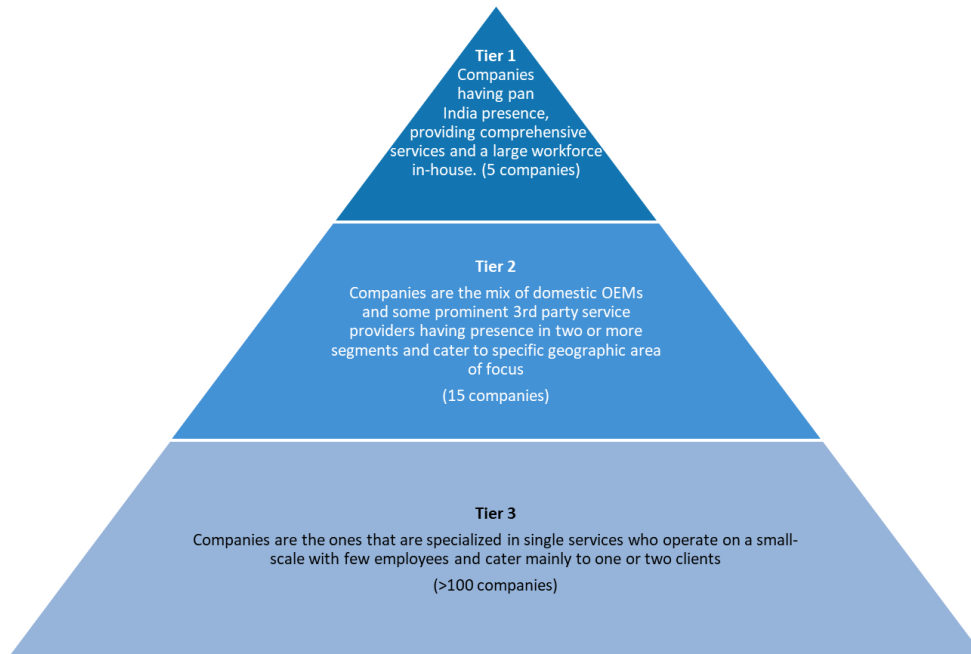 Tier 1
Companies
having pan
India presence,
providing comprehensive
services and a large workforce
in-house. (5 companies)
Tier 2
Companies are the mix of domestic OEMs
and some prominent 3rd party service
providers having presence in two or more
segments and cater to specific geographic area
of focus
(15 companies)
Tier 3
Companies are the ones that are specialized in single services who operate on a small-
scale with few employees and cater mainly to one or two clients
(>100 companies)